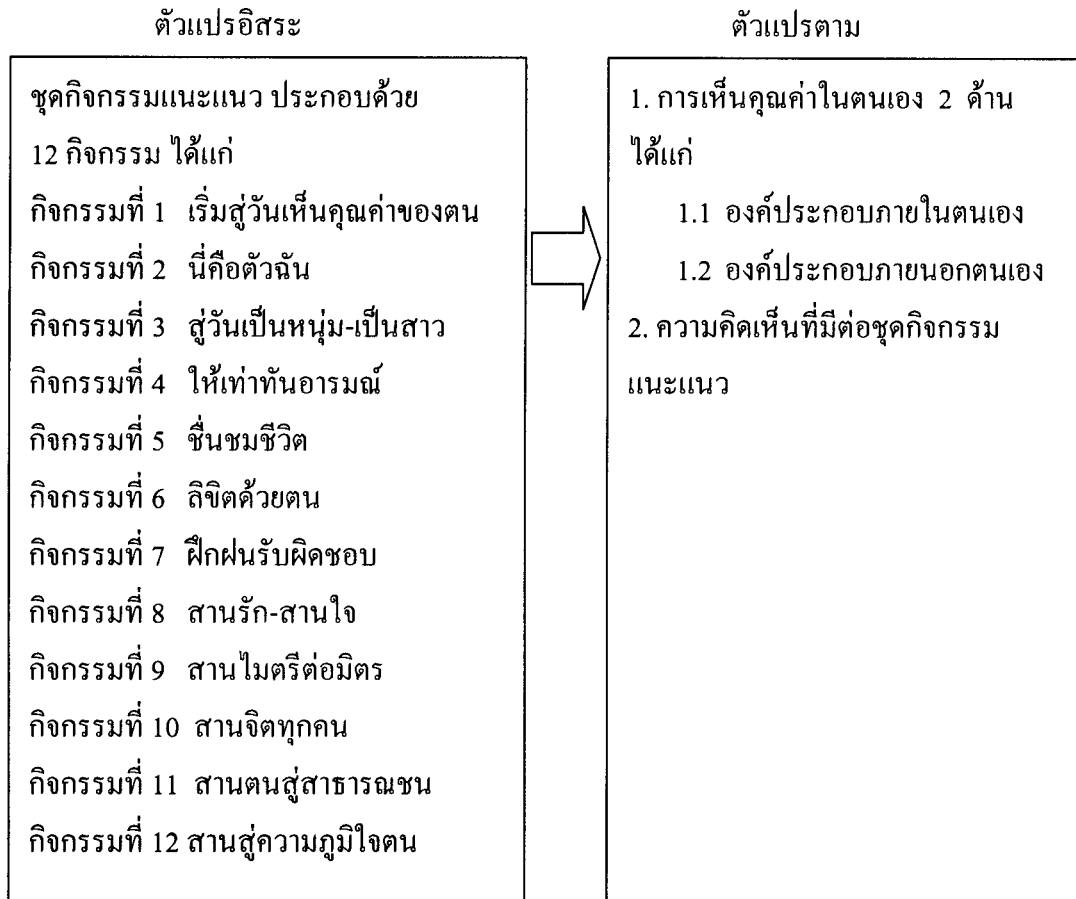 ตัวแปรอิสระ
ชุดกิจกรรมแนะแนว ประกอบด้วย
12 กิจกรรม ได้แก่
กิจกรรมที่ 1 เริ่มสู่วันเห็นคุณค่าของตน
กิจกรรมที่ 2 นี่คือตัวฉัน
กิจกรรมที่ 3 สู่วันเป็นหนุ่ม-เป็นสาว
กิจกรรมที่ 4 ให้เท่าทันอารมณ์
กิจกรรมที่ 5 ชื่นชมชีวิต
กิจกรรมที่ 6 ลิขิตด้วยตน
กิจกรรมที่ 7 ฝึกฝนรับผิดชอบ
กิจกรรมที่ 8 สานรัก-สานใจ
กิจกรรมที่ 9 สานไมตรีต่อมิตร
กิจกรรมที่ 10 สานจิตทุกคน
กิจกรรมที่ 11 สานตนสู่สาธารณชน
กิจกรรมที่ 12 สานสู่ความภูมิใจตน
ตัวแปรตาม
1. การเห็นคุณค่าในตนเอง 2 ด้าน
ได้แก่
1.1 องค์ประกอบภายในตนเอง
1.2 องค์ประกอบภายนอกตนเอง
2. ความคิดเห็นที่มีต่อชุดกิจกรรม
แนะแนว